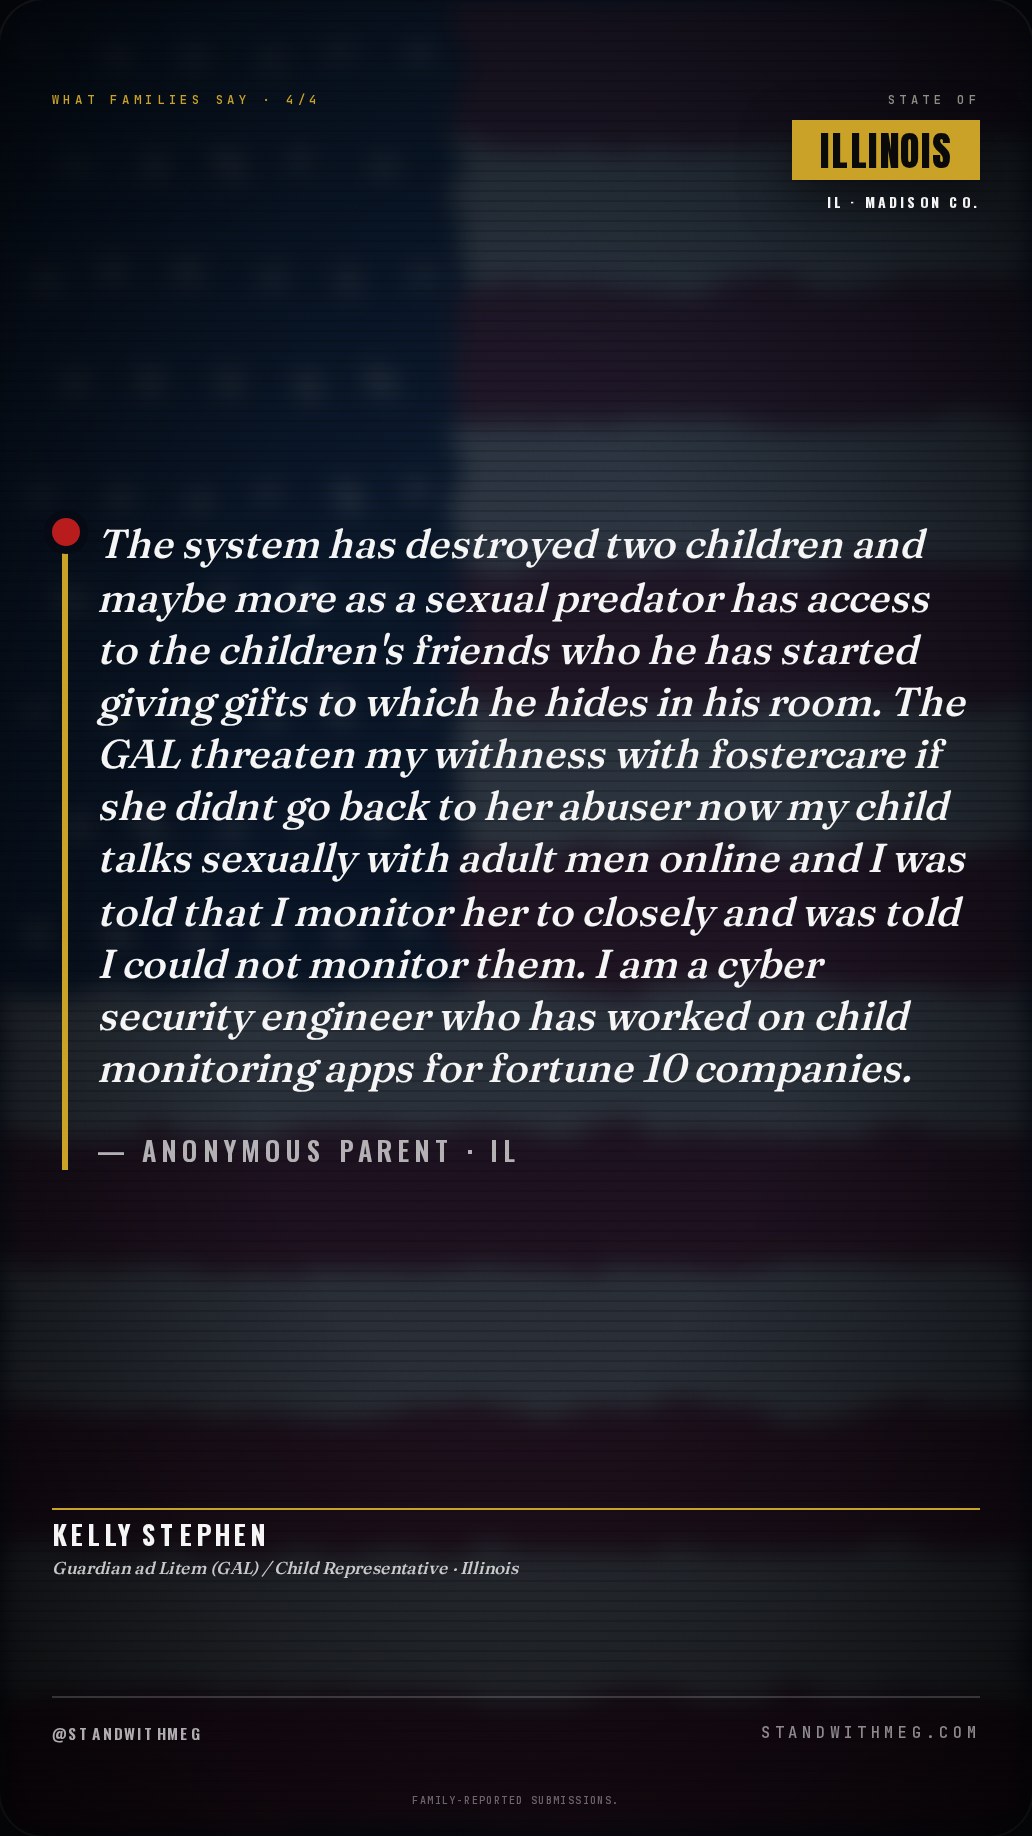 WHAT FAMILIES SAY · 4/4
STATE OF
ILLINOIS
IL · MADISON CO.
The system has destroyed two children and
maybe more as a sexual predator has access
to the children's friends who he has started
giving gifts to which he hides in his room. The
GAL threaten my withness with fostercare if
she didnt go back to her abuser now my child
talks sexually with adult men online and I was
told that I monitor her to closely and was told
I could not monitor them. I am a cyber
security engineer who has worked on child
monitoring apps for fortune 10 companies.
— ANONYMOUS PARENT · IL
KELLY STEPHEN
Guardian ad Litem (GAL) / Child Representative · Illinois
@STANDWITHMEG
STANDWITHMEG.COM
FAMILY-REPORTED SUBMISSIONS.